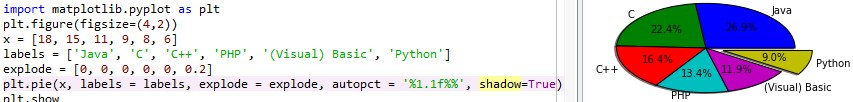 import matplotlib.pyplot as plt
plt.figure(figsize=(4,2))
x = [18, 15, 11, 9, 8, 6]
labels = ['Java', 'C', 'C++', 'PHP', '(Visual) Basic', 'Python']
explode = [0, 0, 0, 0, 0, 0.2]
plt.pie(x, labels = labels, explode = explode, autopct = '%1.1f%%', shadow=True)
plt.show
Java
C
26.9%
22.4%
9.0%
Python
C++
16.4%
13.4%
11.9%
(Visual) Basic
PHP